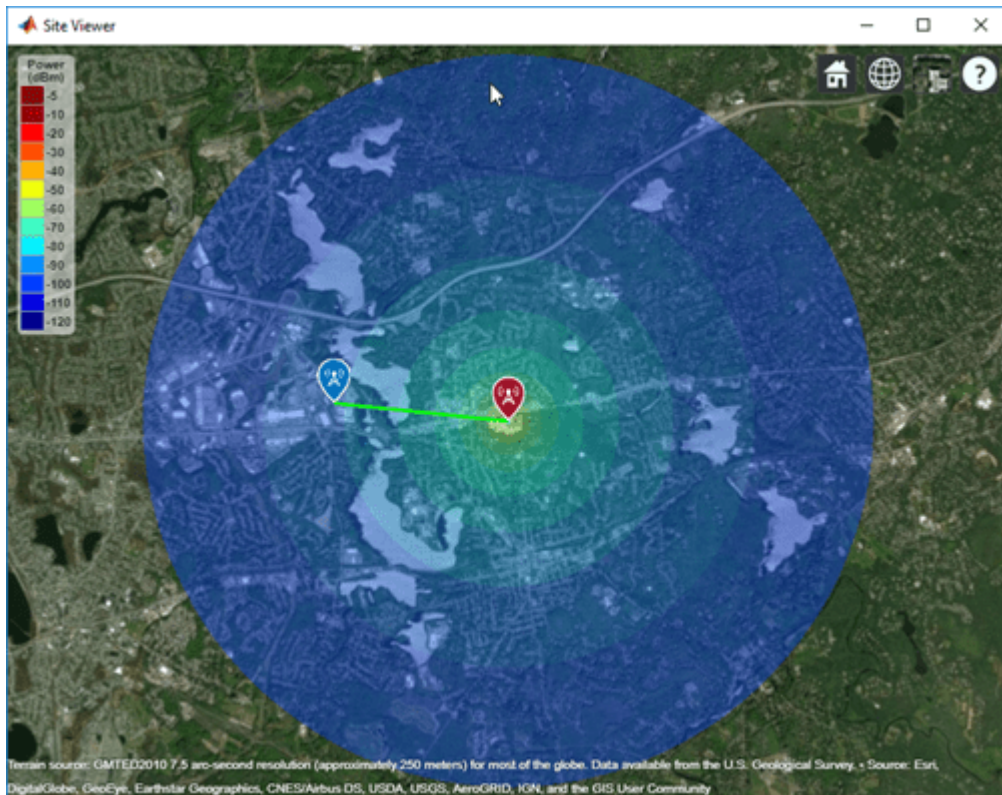 Site Viewer
Power
(dBm)
-5
-10
-20
-30
-40
-50
-60
-70
-80
-90
-100
-110
-120
?
Terrain source: GMTED2010 7.5 arc-second resolution (approximately 250 meters) for most of the globe. Data available from the U.S. Geological Survey. • Source: Esri,
DigitalGlobe, GeoEye, Earthstar Geographics, CNES/Airbus DS, USDA, USGS, AeroGRID, IGN, and the GIS User Community